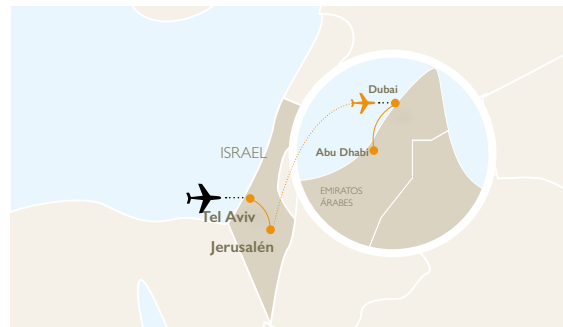 Dubai
ISRAEL
Abu Dhabi
EMIRATOS
ÁRABES
Tel Aviv
Jerusalén